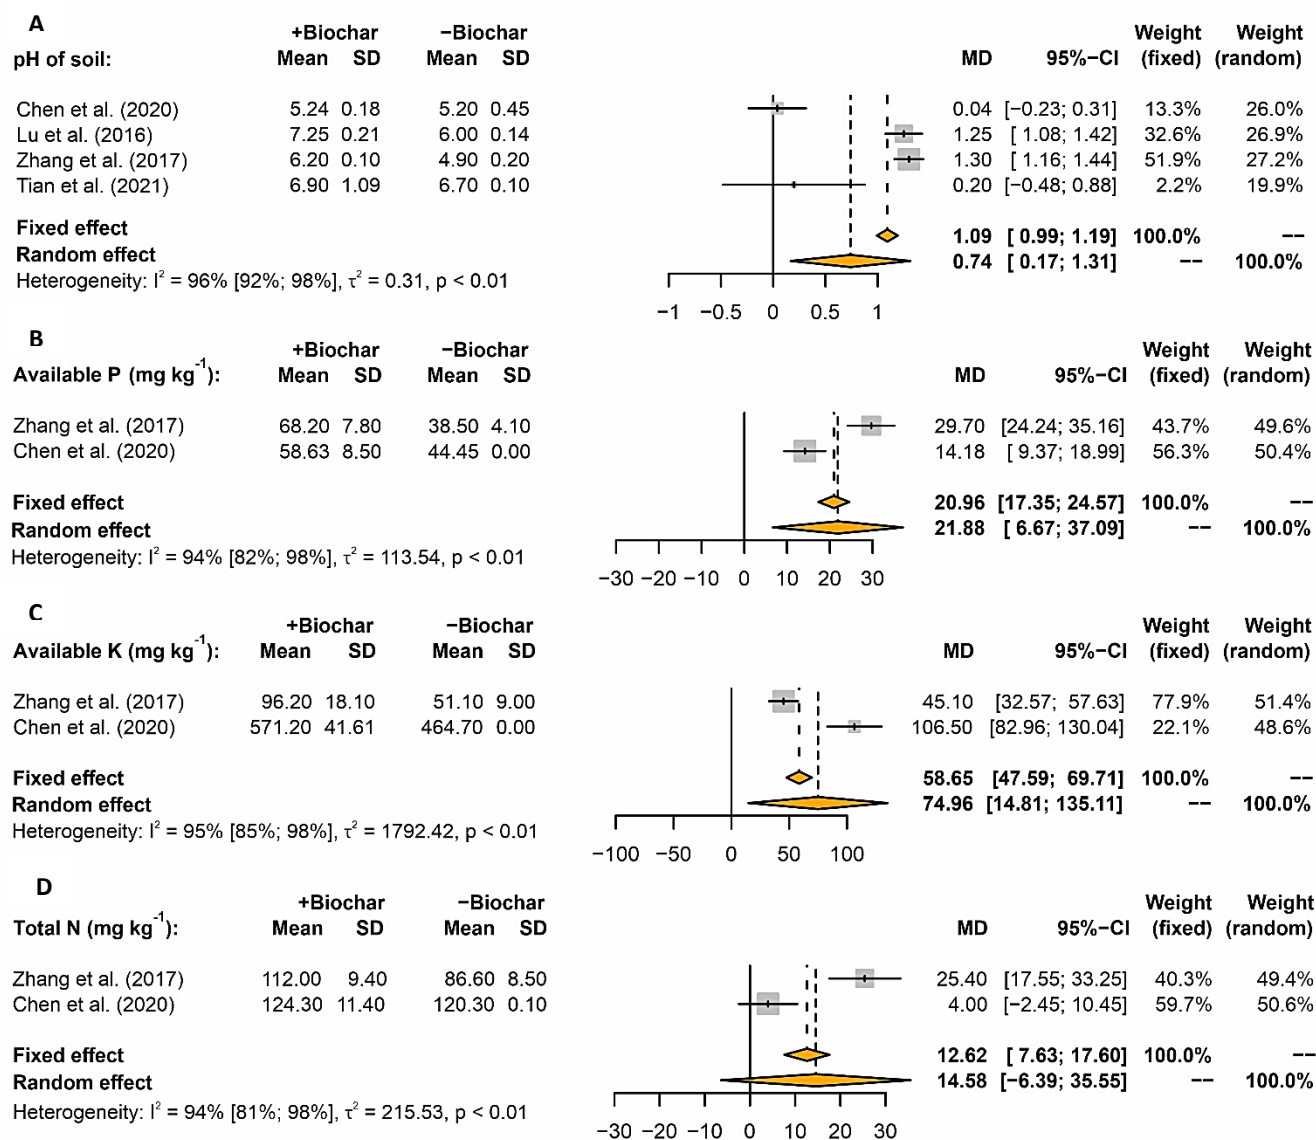 A
+Biochar −Biochar Weight Weight
pH of soil: Mean SD Mean SD MD 95%−CI (fixed) (random)
Chen et al. (2020) 5.24 0.18 5.20 0.45 0.04 [−0.23; 0.31] 13.3% 26.0%
Lu et al. (2016) 7.25 0.21 6.00 0.14 1.25 [ 1.08; 1.42] 32.6% 26.9%
Zhang et al. (2017) 6.20 0.10 4.90 0.20 1.30 [ 1.16; 1.44] 51.9% 27.2%
Tian et al. (2021) 6.90 1.09 6.70 0.10 0.20 [−0.48; 0.88] 2.2% 19.9%
Fixed effect 1.09 [ 0.99; 1.19] 100.0% −−
Random effect 0.74 [ 0.17; 1.31] −− 100.0%
Heterogeneity: I² = 96% [92%; 98%], τ² = 0.31, p < 0.01
−1 −0.5 0 0.5 1
B
+Biochar −Biochar Weight Weight
Available P (mg kg⁻¹): Mean SD Mean SD MD 95%−CI (fixed) (random)
Zhang et al. (2017) 68.20 7.80 38.50 4.10 29.70 [24.24; 35.16] 43.7% 49.6%
Chen et al. (2020) 58.63 8.50 44.45 0.00 14.18 [ 9.37; 18.99] 56.3% 50.4%
Fixed effect 20.96 [17.35; 24.57] 100.0% −−
Random effect 21.88 [ 6.67; 37.09] −− 100.0%
Heterogeneity: I² = 94% [82%; 98%], τ² = 113.54, p < 0.01
−30 −20 −10 0 10 20 30
C
+Biochar −Biochar Weight Weight
Available K (mg kg⁻¹): Mean SD Mean SD MD 95%−CI (fixed) (random)
Zhang et al. (2017) 96.20 18.10 51.10 9.00 45.10 [32.57; 57.63] 77.9% 51.4%
Chen et al. (2020) 571.20 41.61 464.70 0.00 106.50 [82.96; 130.04] 22.1% 48.6%
Fixed effect 58.65 [47.59; 69.71] 100.0% −−
Random effect 74.96 [14.81; 135.11] −− 100.0%
Heterogeneity: I² = 95% [85%; 98%], τ² = 1792.42, p < 0.01
−100 −50 0 50 100
D
+Biochar −Biochar Weight Weight
Total N (mg kg⁻¹): Mean SD Mean SD MD 95%−CI (fixed) (random)
Zhang et al. (2017) 112.00 9.40 86.60 8.50 25.40 [17.55; 33.25] 40.3% 49.4%
Chen et al. (2020) 124.30 11.40 120.30 0.10 4.00 [−2.45; 10.45] 59.7% 50.6%
Fixed effect 12.62 [ 7.63; 17.60] 100.0% −−
Random effect 14.58 [−6.39; 35.55] −− 100.0%
Heterogeneity: I² = 94% [81%; 98%], τ² = 215.53, p < 0.01
−30 −20 −10 0 10 20 30